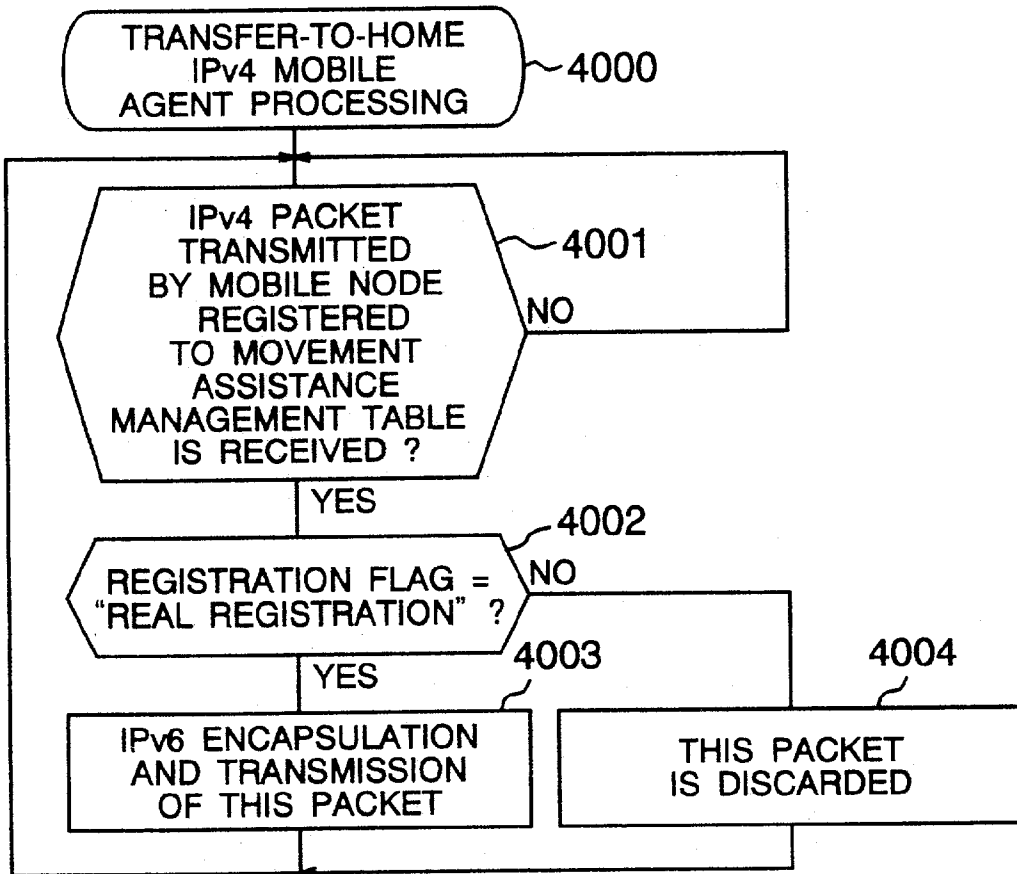 TRANSFER-TO-HOME
IPv4 MOBILE
AGENT PROCESSING
4000
IPv4 PACKET
TRANSMITTED
BY MOBILE NODE
REGISTERED
TO MOVEMENT
ASSISTANCE
MANAGEMENT TABLE
IS RECEIVED ?
4001
NO
YES
4002
REGISTRATION FLAG =
“REAL REGISTRATION” ?
NO
YES
4003
IPv6 ENCAPSULATION
AND TRANSMISSION
OF THIS PACKET
4004
THIS PACKET
IS DISCARDED